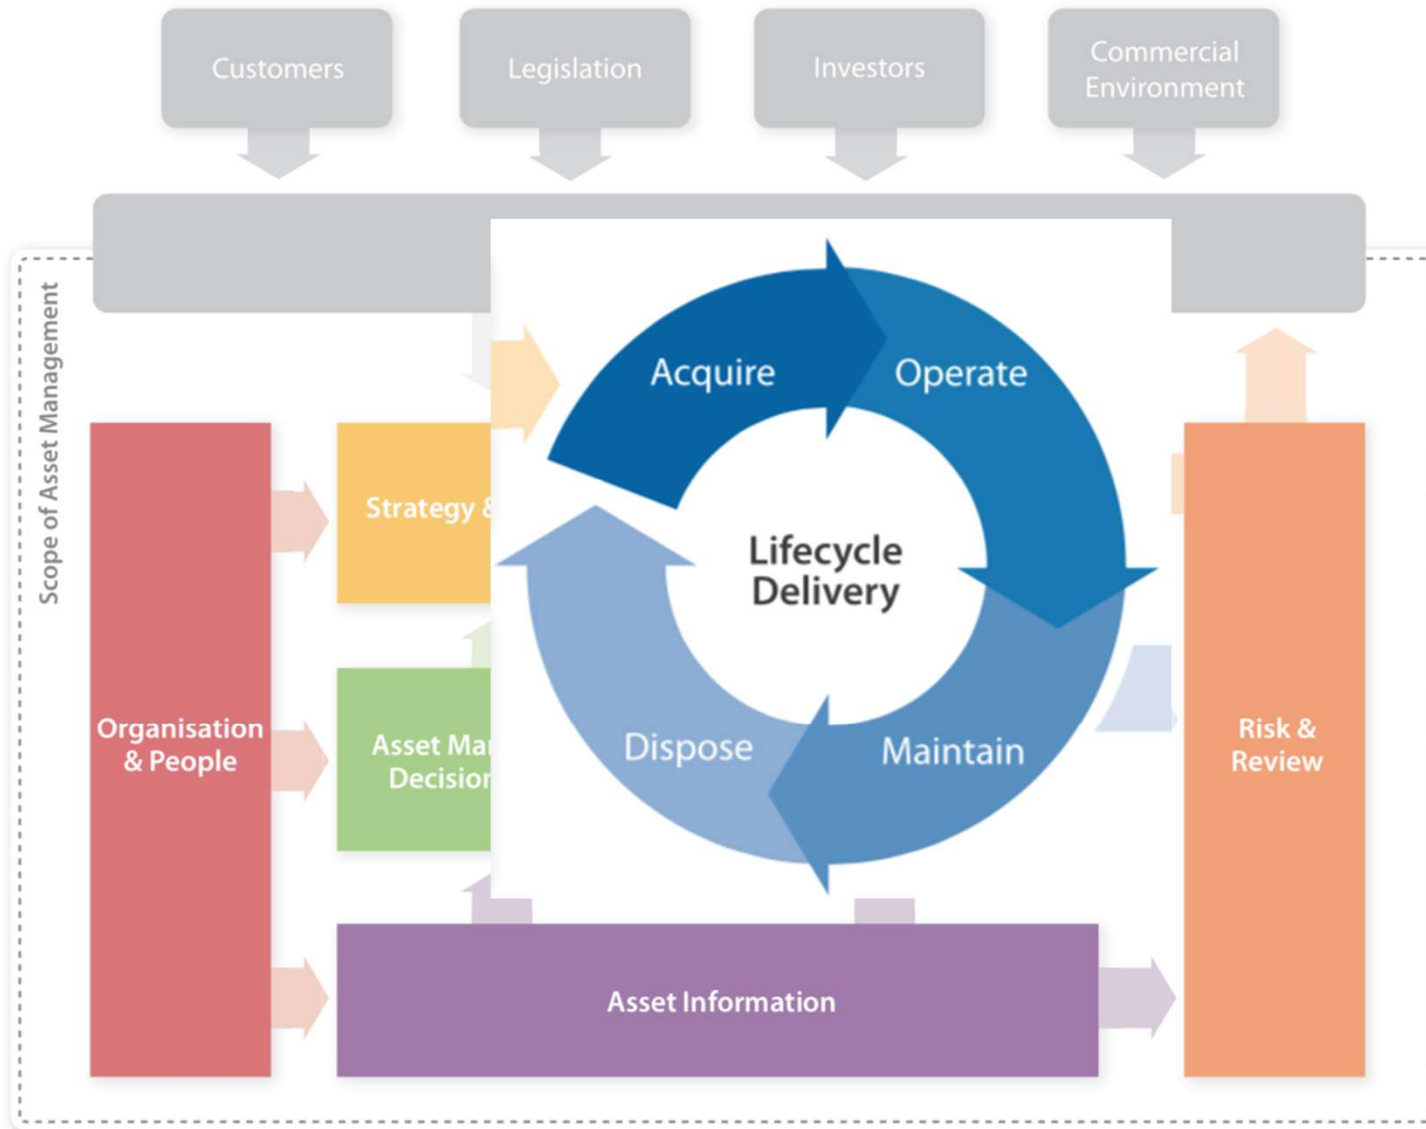 Customers
Legislation
Investors
Commercial
Environment
Scope of Asset Management
Acquire
Operate
Strategy &
Lifecycle
Delivery
Organisation
& People
Asset Ma
Decision
Dispose
Maintain
Risk &
Review
Asset Information